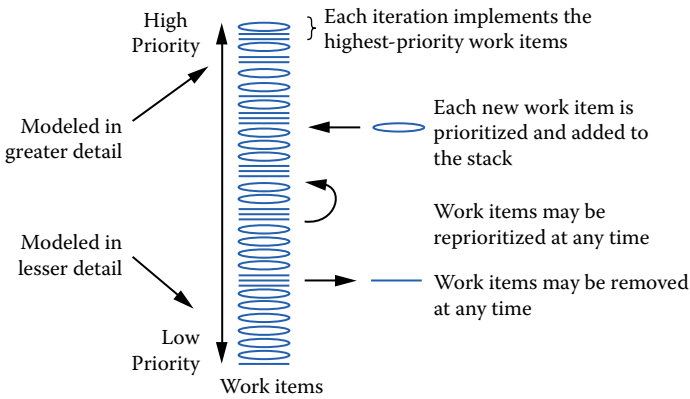 High
Priority
Each iteration implements the
highest-priority work items
Modeled in
greater detail
Each new work item is
prioritized and added to
the stack
Work items may be
reprioritized at any time
Modeled in
lesser detail
Work items may be removed
at any time
Low
Priority
Work items